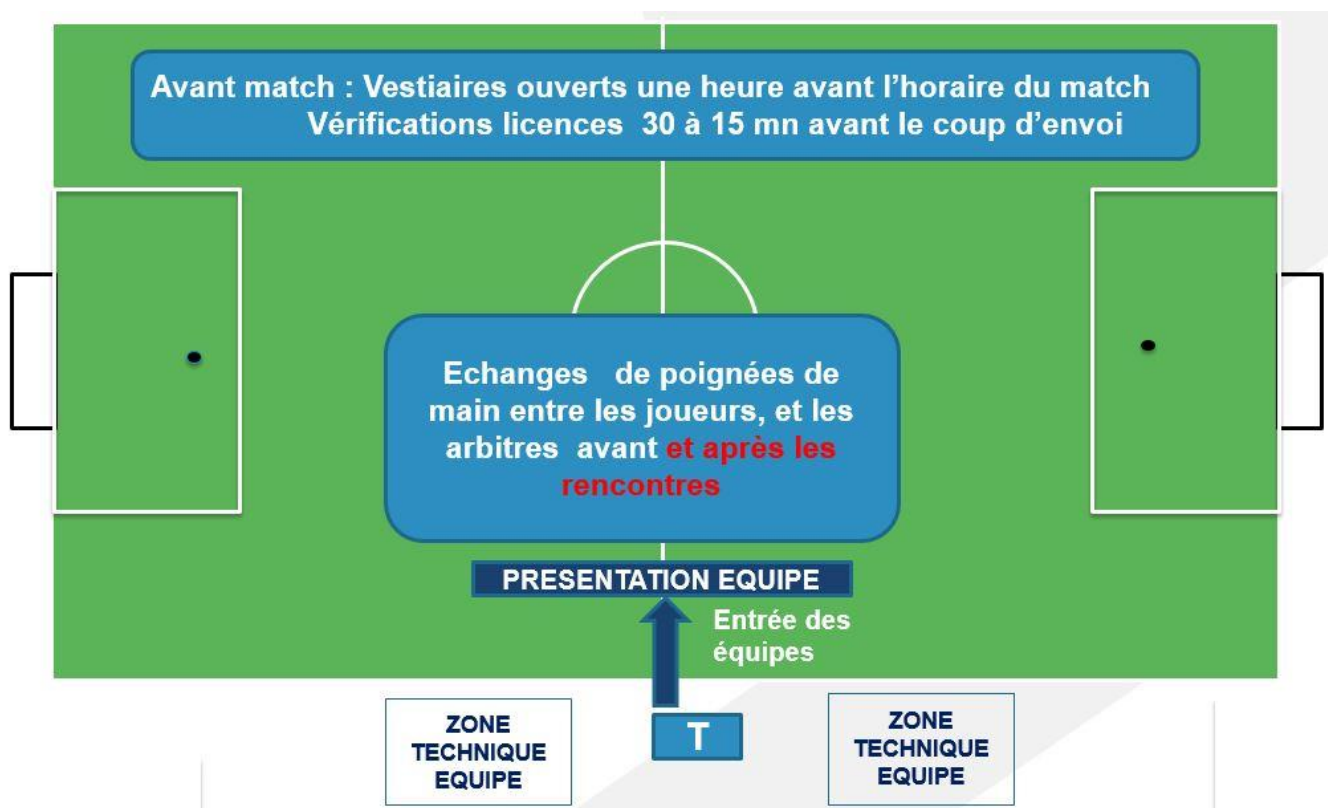 Avant match : Vestiaires ouverts une heure avant l'horaire du match
Vérifications licences 30 à 15 mn avant le coup d'envoi
Echanges de poignées de
main entre les joueurs, et les
arbitres avant et après les
rencontres
PRESENTATION EQUIPE
Entrée des
équipes
ZONE
TECHNIQUE
EQUIPE
T
ZONE
TECHNIQUE
EQUIPE